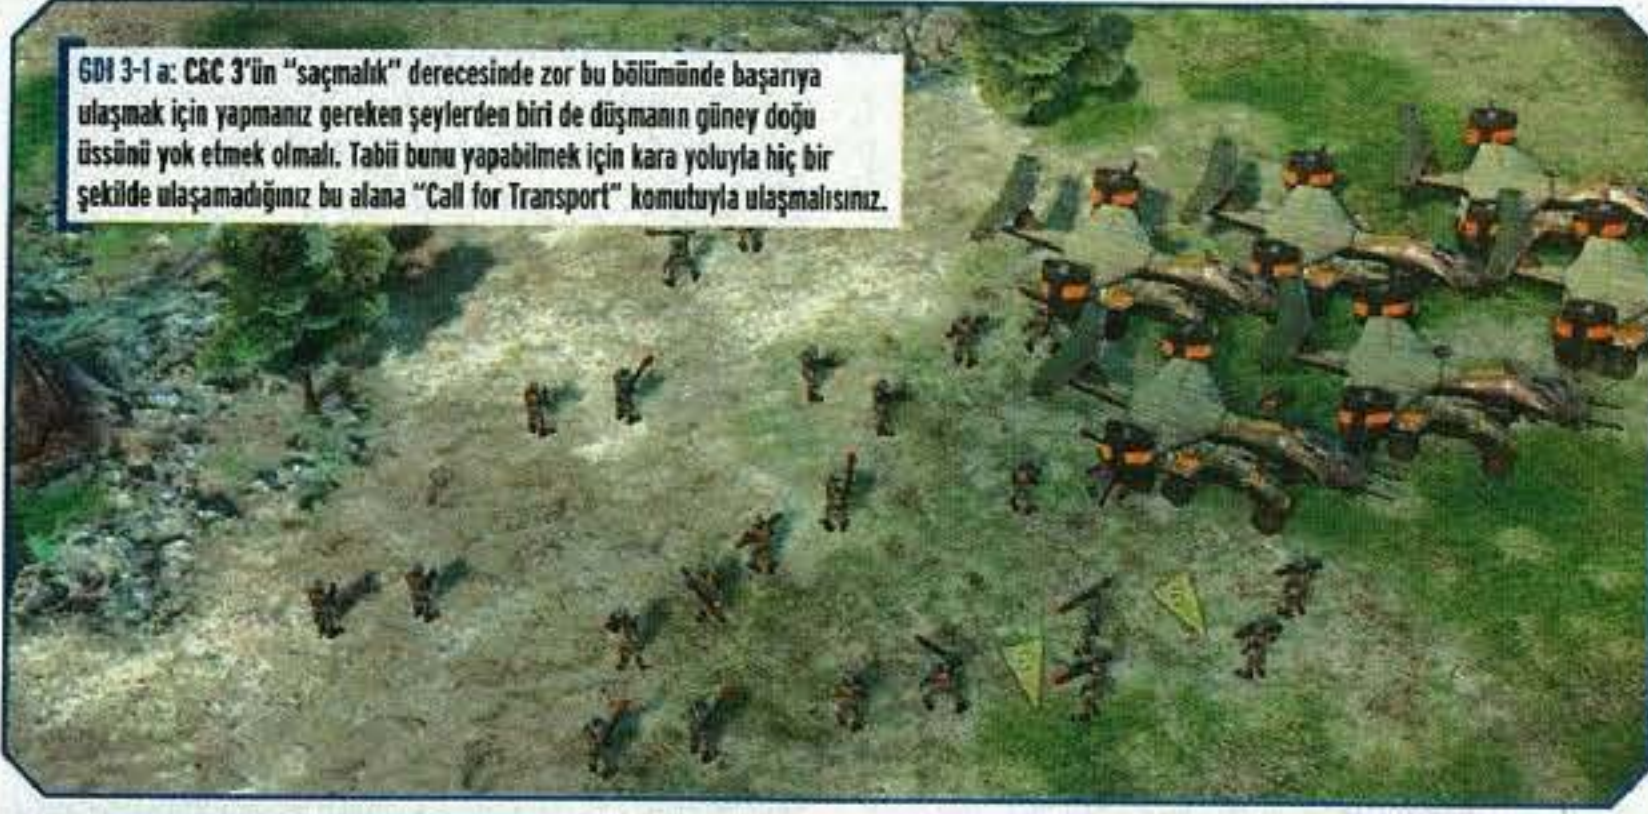 GDI 3-1 a: C&C 3'ün "saçmalık" derecesinde zor bu bölümünde başarıya
ulaşmak için yapmanız gereken şeylerden biri de düşmanın güney doğu
üssünü yok etmek olmalı. Tabii bunu yapabilmek için kara yoluyla hiç bir
şekilde ulaşamadığınız bu alana "Call for Transport" komutuyla ulaşmalısınız.